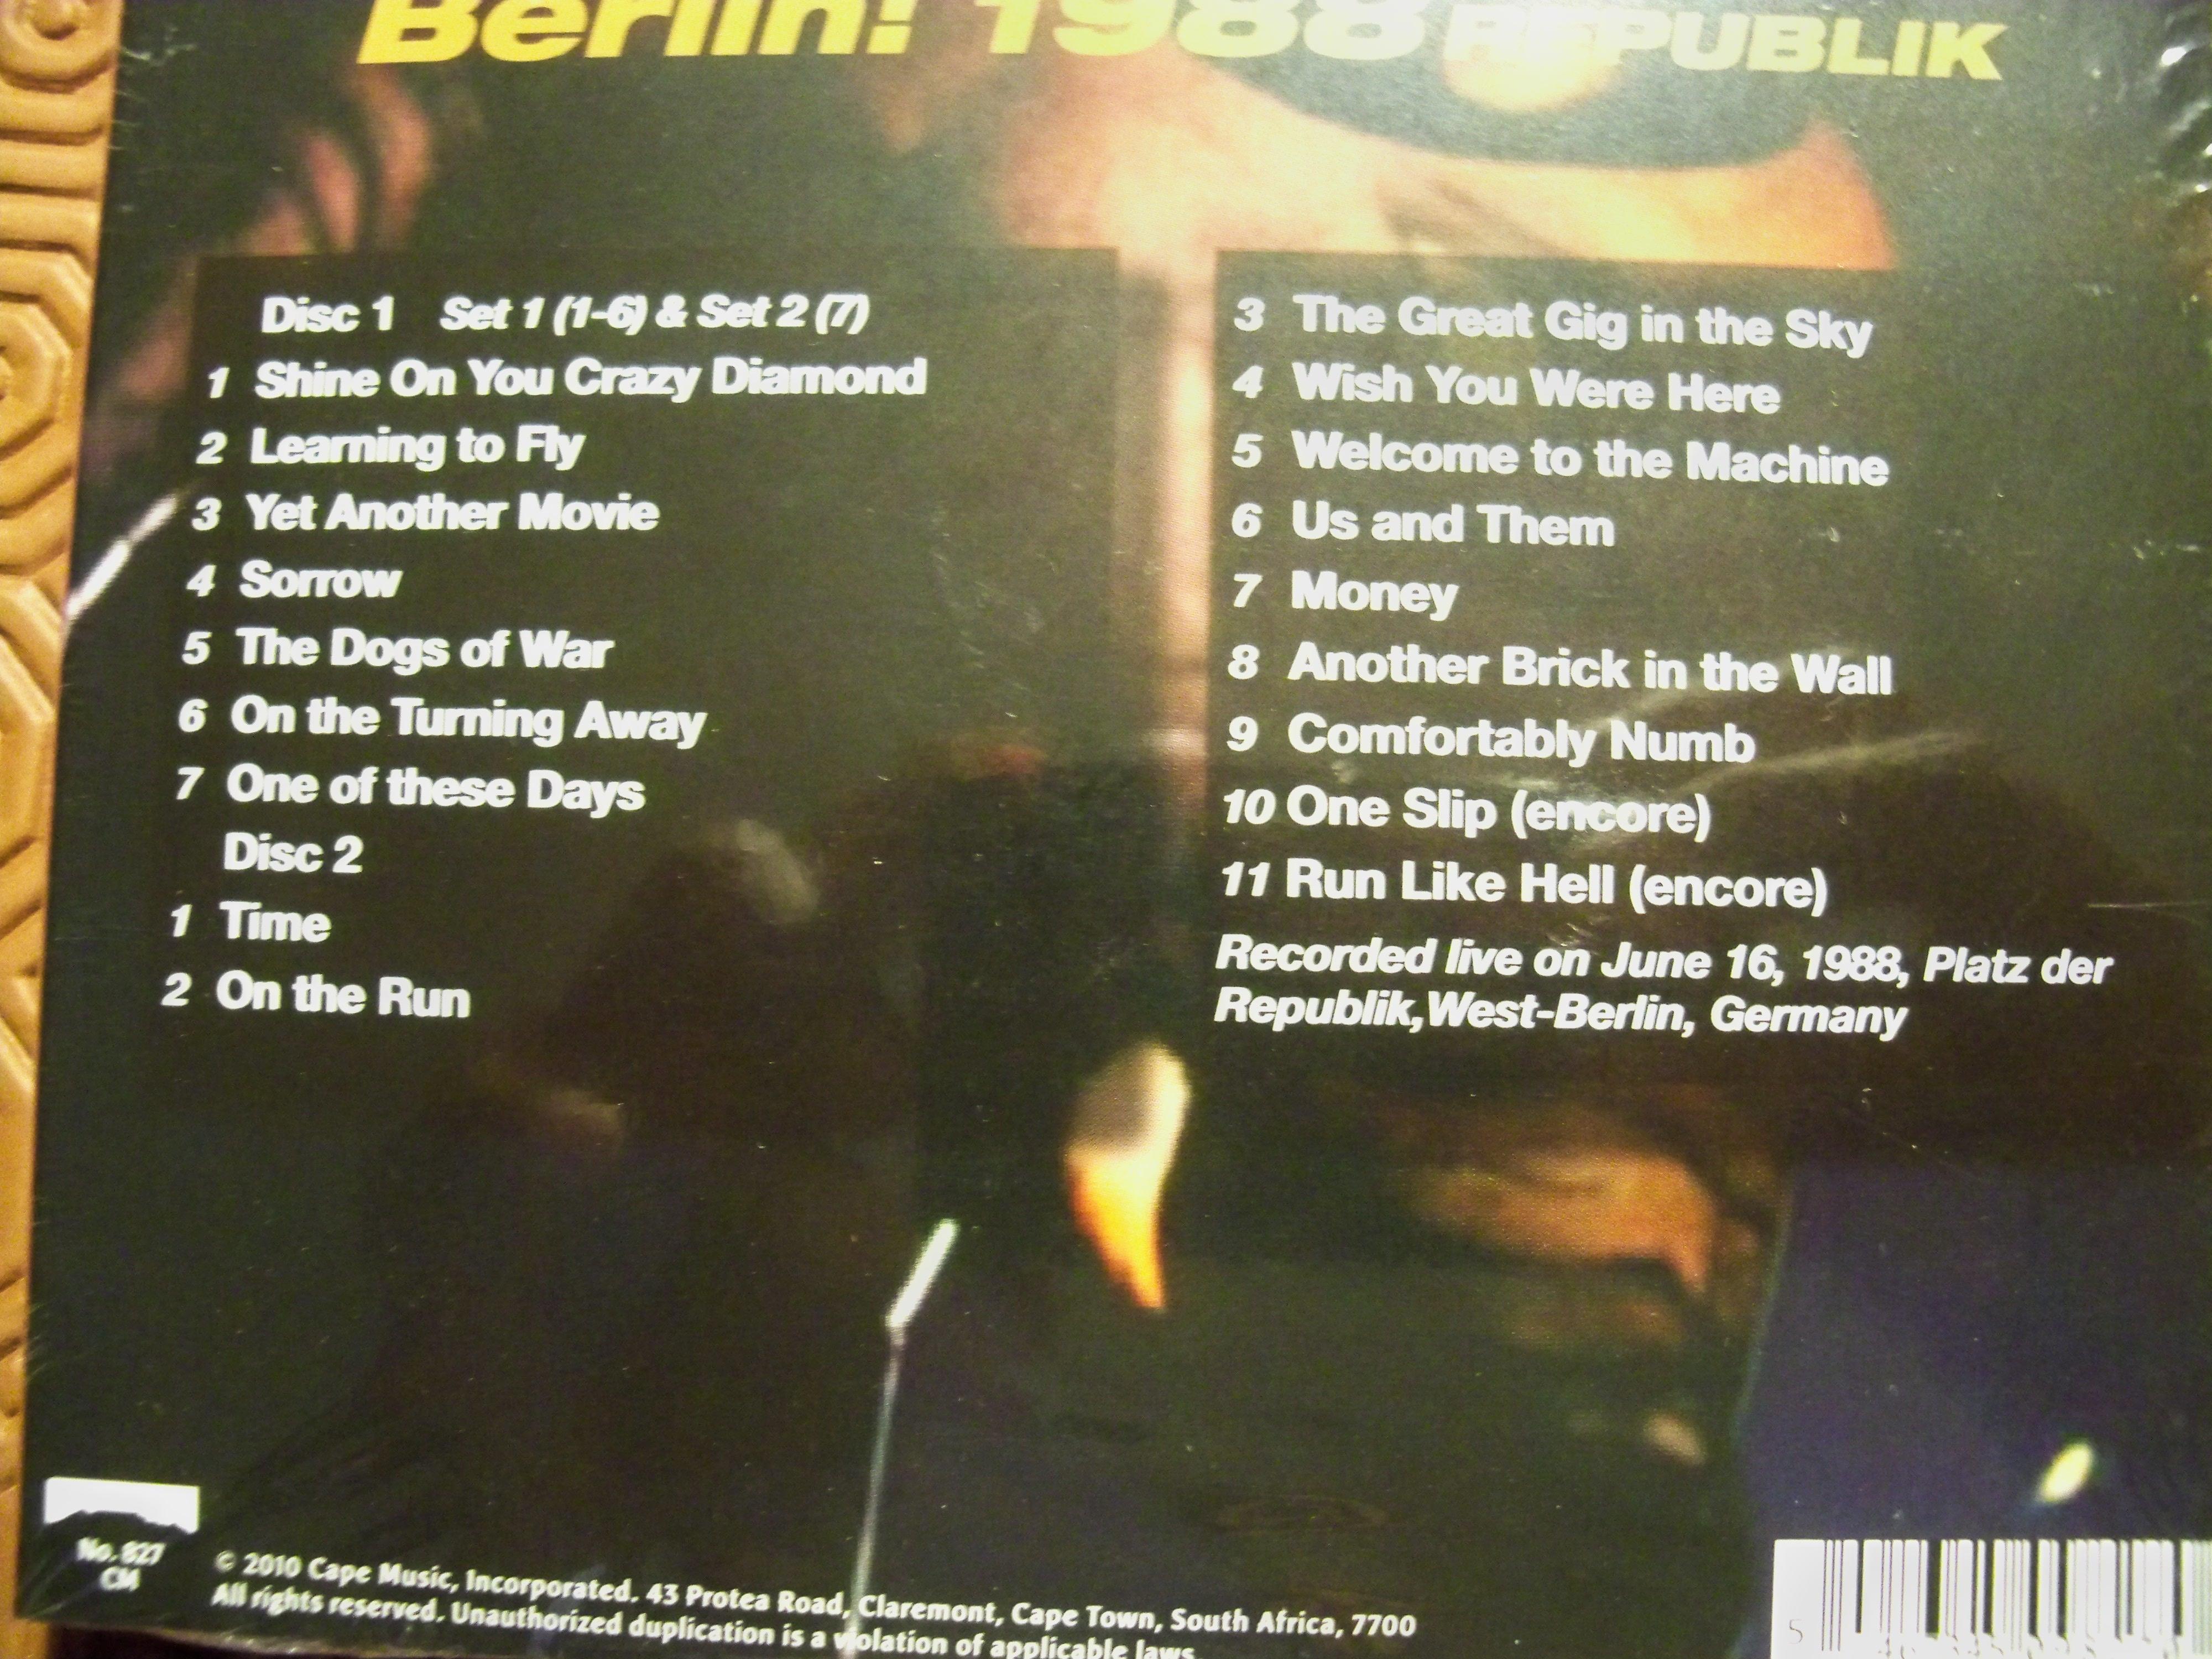 Berlin! 1988 REPUBLIK
Disc 1 Set 1 (1-6) & Set 2 (7)
1 Shine On You Crazy Diamond
2 Learning to Fly
3 Yet Another Movie
4 Sorrow
5 The Dogs of War
6 On the Turning Away
7 One of these Days
Disc 2
1 Time
2 On the Run
3 The Great Gig in the Sky
4 Wish You Were Here
5 Welcome to the Machine
6 Us and Them
7 Money
8 Another Brick in the Wall
9 Comfortably Numb
10 One Slip (encore)
11 Run Like Hell (encore)
Recorded live on June 16, 1988, Platz der
Republik,West-Berlin, Germany
No. 827
CM
© 2010 Cape Music, Incorporated. 43 Protea Road, Claremont, Cape Town, South Africa, 7700
All rights reserved. Unauthorized duplication is a violation of applicable laws
5